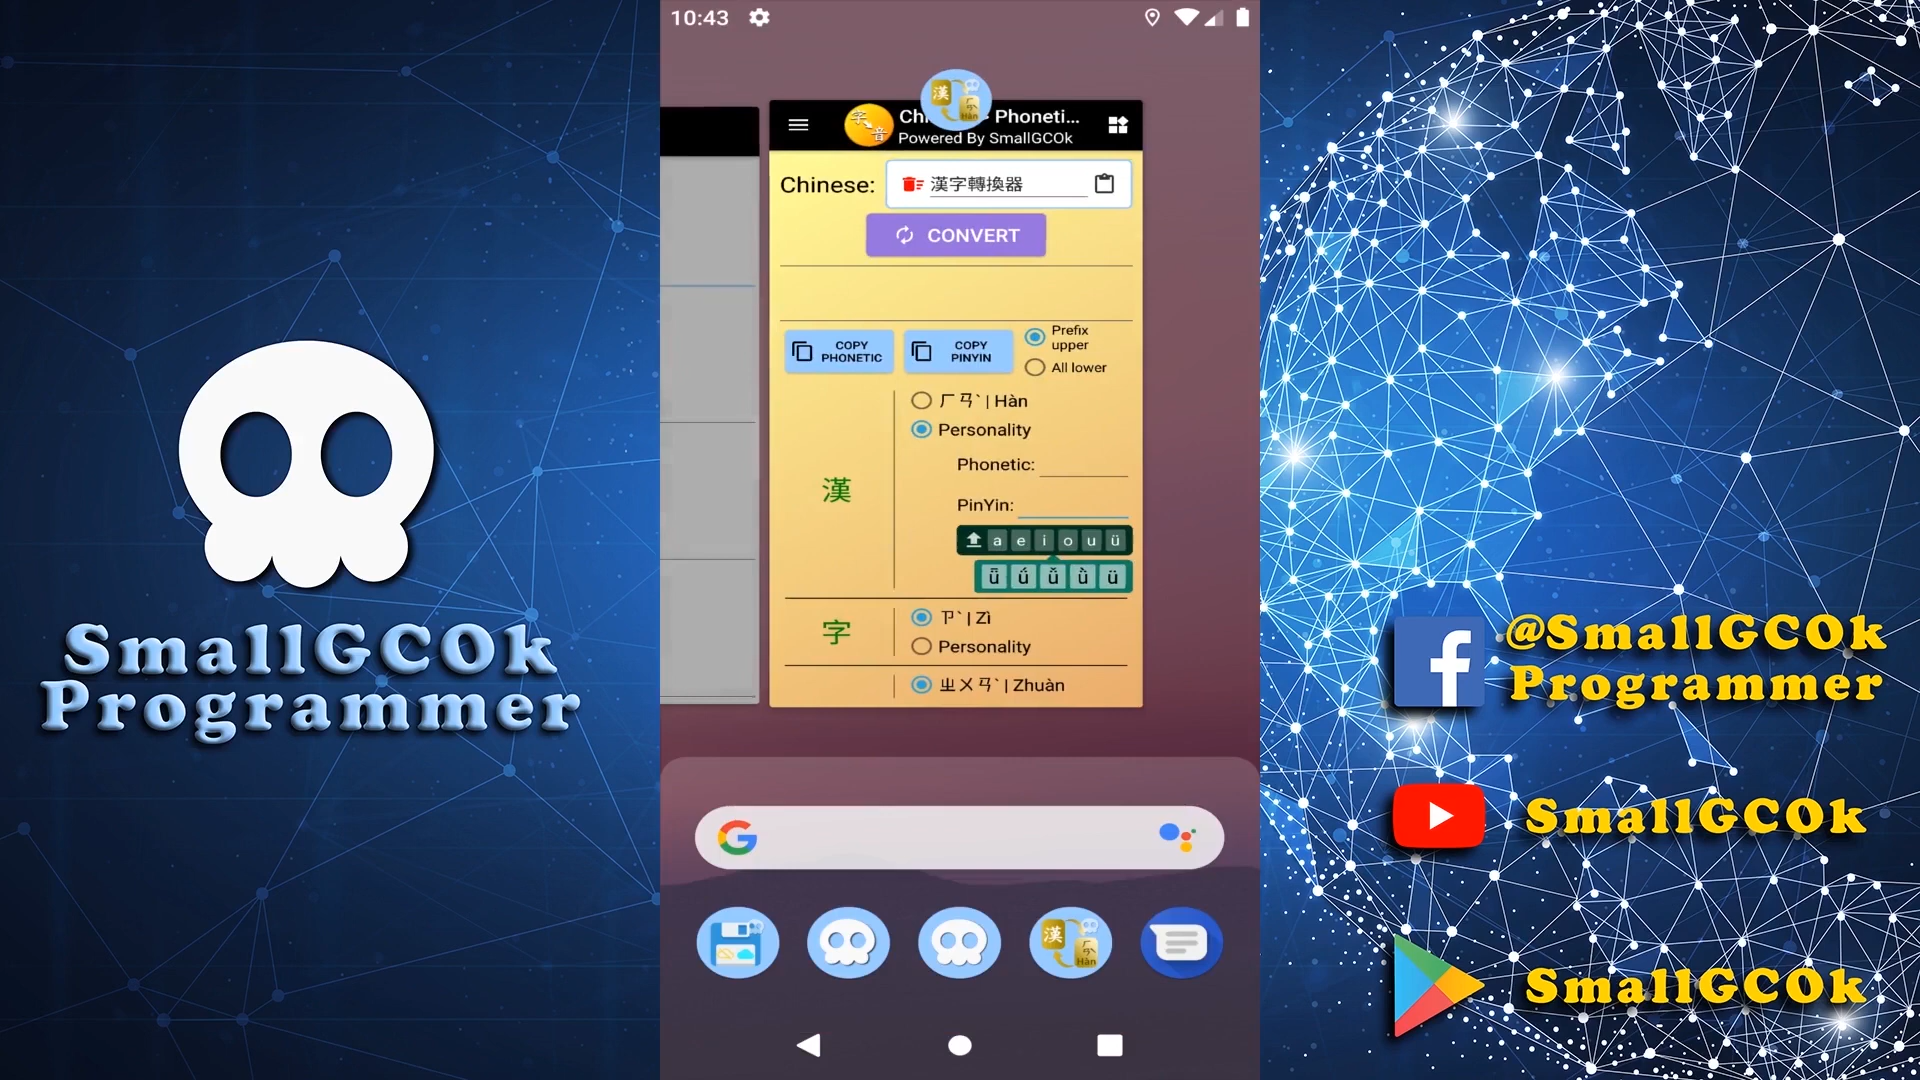 SmallGCOk
Programmer
10:43
Phoneti...
Powered By SmallGCOk
Chinese:
漢字轉換器
CONVERT
COPY
PHONETIC
COPY
PINYIN
Prefix
upper
All lower
漢
ㄏㄢˋ | Hàn
Personality
Phonetic:
PinYin:
a e i o u ü
ǖ ǘ ǚ ǜ ü
字
ㄗˋ | Zì
Personality
ㄓㄨㄢˋ | Zhuàn
漢
Hàn
@SmallGCOk
Programmer
SmallGCOk
SmallGCOk